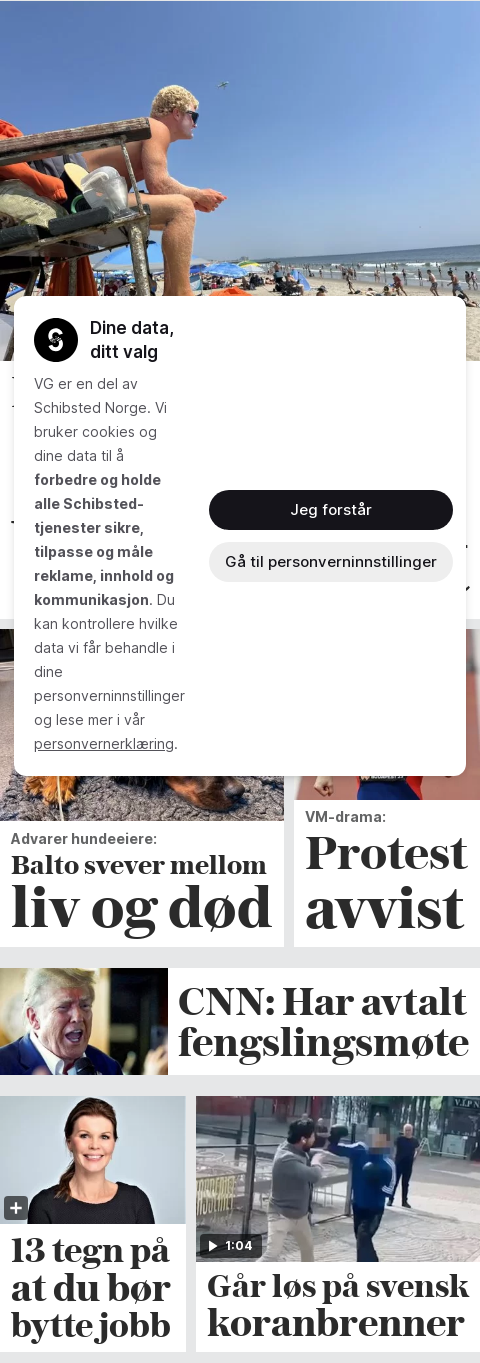 Dine data,
ditt valg
VG er en del av
Schibsted Norge. Vi
bruker cookies og
dine data til å
forbedre og holde
alle Schibsted-
tjenester sikre,
tilpasse og måle
reklame, innhold og
kommunikasjon. Du
kan kontrollere hvilke
data vi får behandle i
dine
personverninnstillinger
og lese mer i vår
personvernerklæring.
Jeg forstår
Gå til personverninnstillinger
Advarer hundeeiere:
Balto svever mellom
liv og død
VM-drama:
Protest
avvist
CNN: Har avtalt
fengslingsmøte
13 tegn på
at du bør
bytte jobb
1:04
Går løs på svensk
koranbrenner